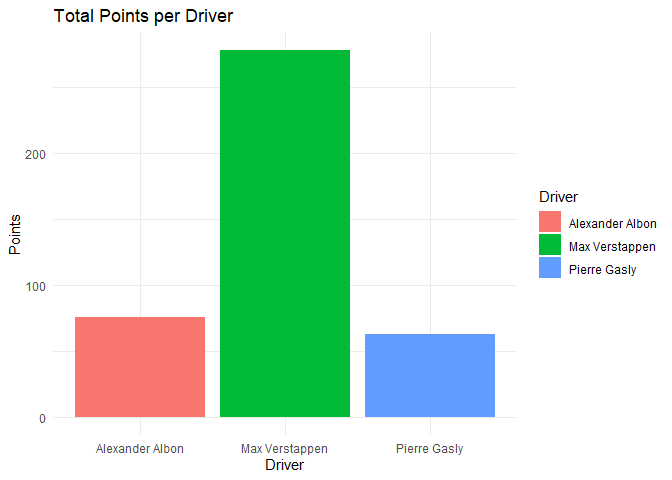 Total Points per Driver
Points
200
100
0
Alexander Albon
Max Verstappen
Pierre Gasly
Driver
Driver
Alexander Albon
Max Verstappen
Pierre Gasly